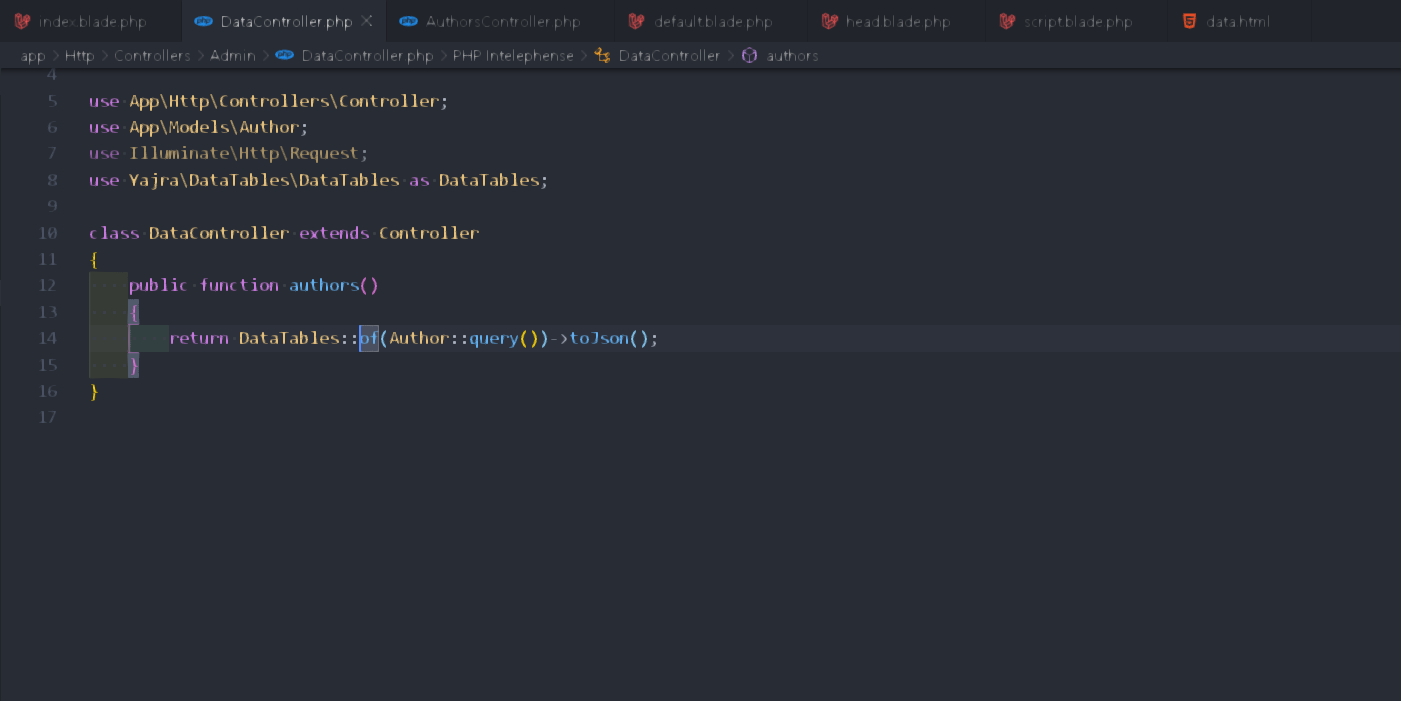 index.blade.php DataController.php AuthorsController.php default.blade.php head.blade.php script.blade.php data.html
app > Http > Controllers > Admin > DataController.php > PHP Intelephense > DataController > authors
4
5 use App\Http\Controllers\Controller;
6 use App\Models\Author;
7 use Illuminate\Http\Request;
8 use Yajra\DataTables\DataTables as DataTables;
9
10 class DataController extends Controller
11 {
12 public function authors()
13 {
14 return DataTables::of(Author::query())->toJson();
15 }
16 }
17